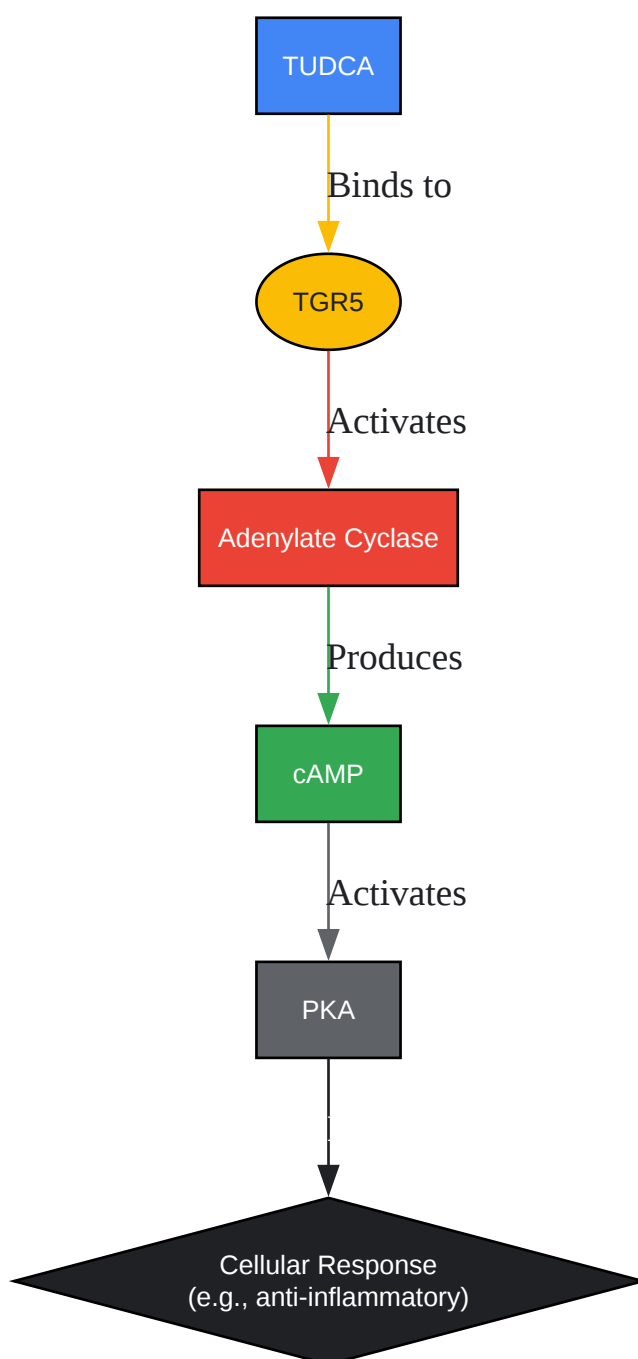 TUDCA
Binds to
TGR5
Activates
Adenylate Cyclase
Produces
cAMP
Activates
PKA
Cellular Response
(e.g., anti-inflammatory)